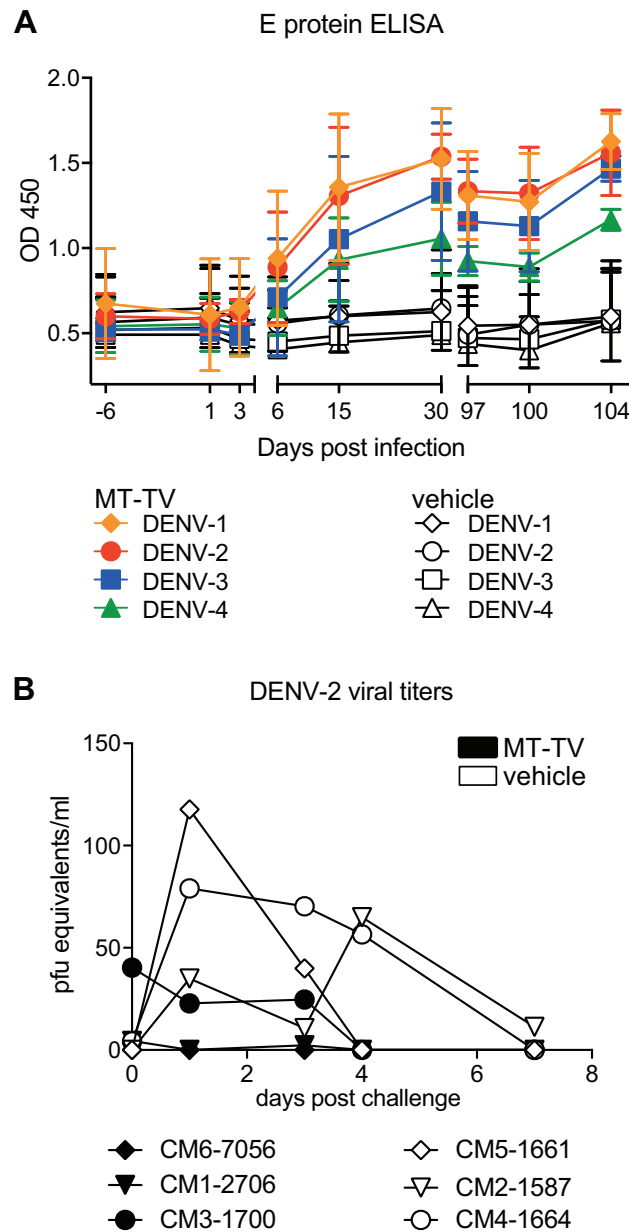 A
E protein ELISA
2.0
1.5
1.0
0.5
OD 450
-6 1 3 6 15 30 97 100 104
Days post infection
MT-TV vehicle
DENV-1 DENV-1
DENV-2 DENV-2
DENV-3 DENV-3
DENV-4 DENV-4
B
DENV-2 viral titers
MT-TV
vehicle
150
100
50
0
pfu equivalents/ml
0 2 4 6 8
days post challenge
CM6-7056 CM5-1661
CM1-2706 CM2-1587
CM3-1700 CM4-1664